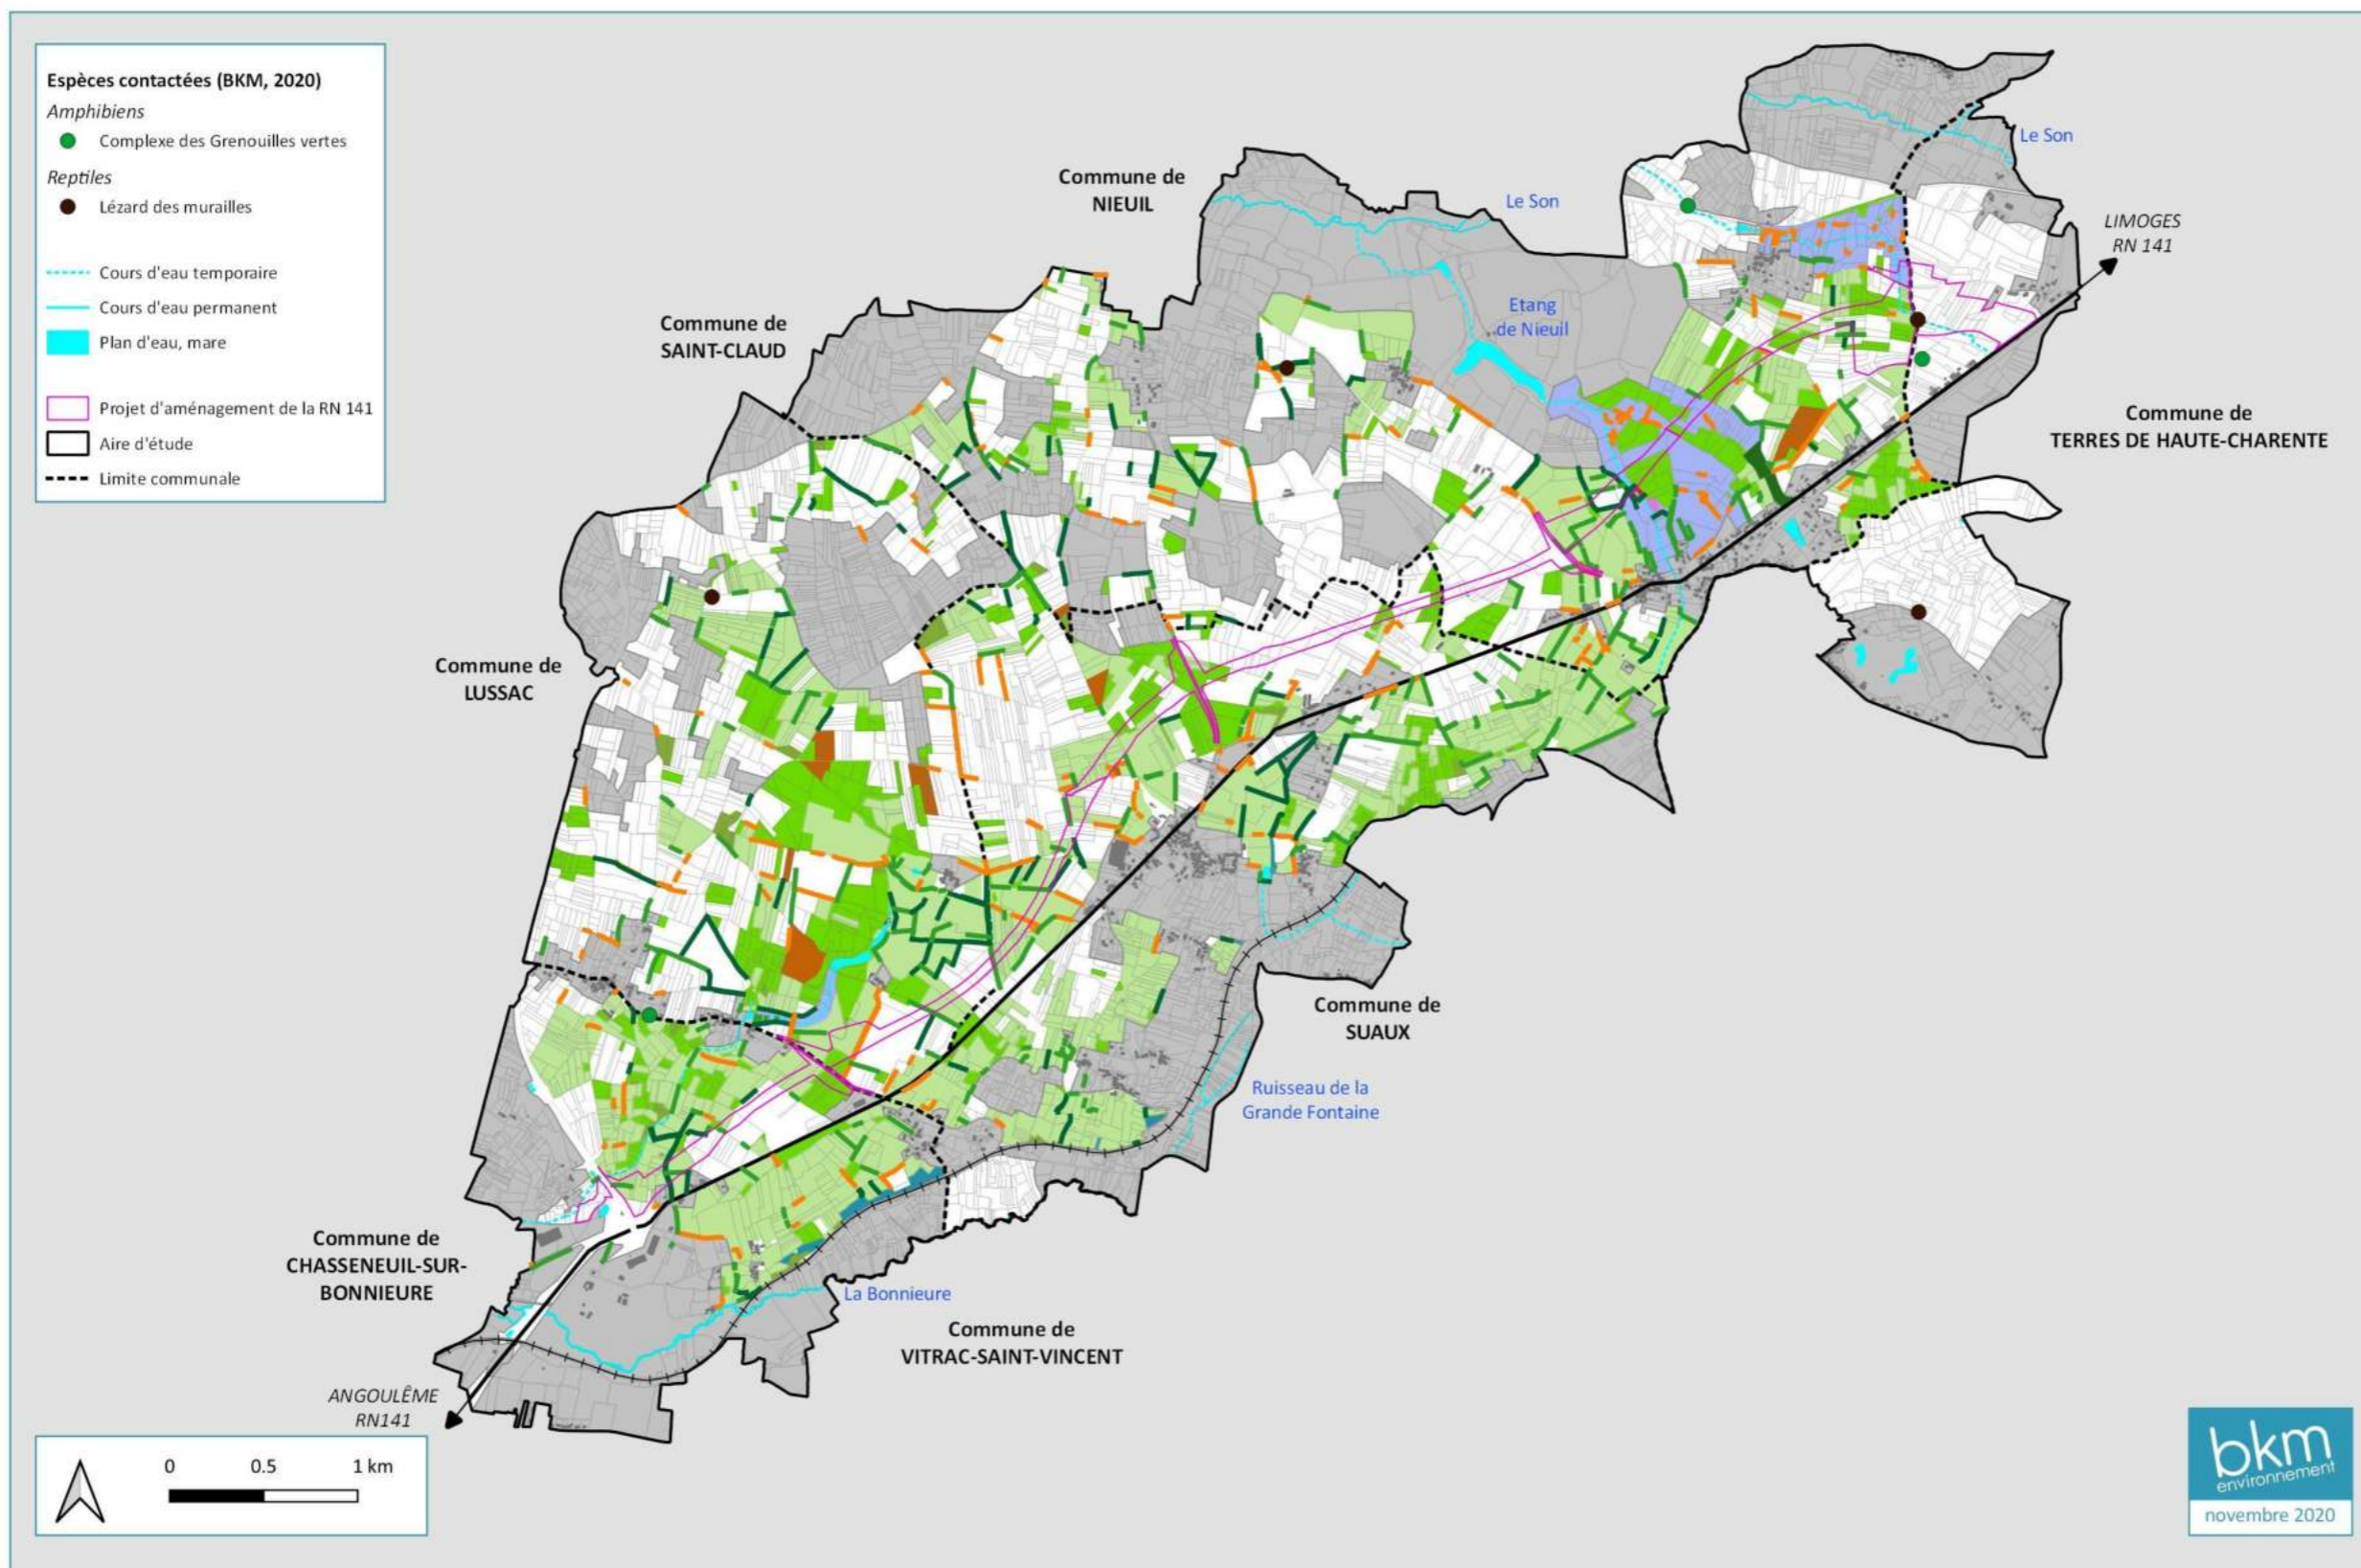 Espèces contactées (BKM, 2020)
Amphibiens
Complexe des Grenouilles vertes
Reptiles
Lézard des murailles
Cours d'eau temporaire
Cours d'eau permanent
Plan d'eau, mare
Projet d'aménagement de la RN 141
Aire d'étude
Limite communale
Le Son
Commune de
NIEUIL
Le Son
LIMOGES
RN 141
Etang
de Nieuil
Commune de
SAINT-CLAUD
Commune de
TERRES DE HAUTE-CHARENTE
Commune de
LUSSAC
Commune de
SUAUX
Ruisseau de la
Grande Fontaine
Commune de
CHASSENEUIL-SUR-
BONNIEURE
La Bonnieure
Commune de
VITRAC-SAINT-VINCENT
ANGOULÊME
RN141
0 0.5 1 km
bkm
environnement
novembre 2020